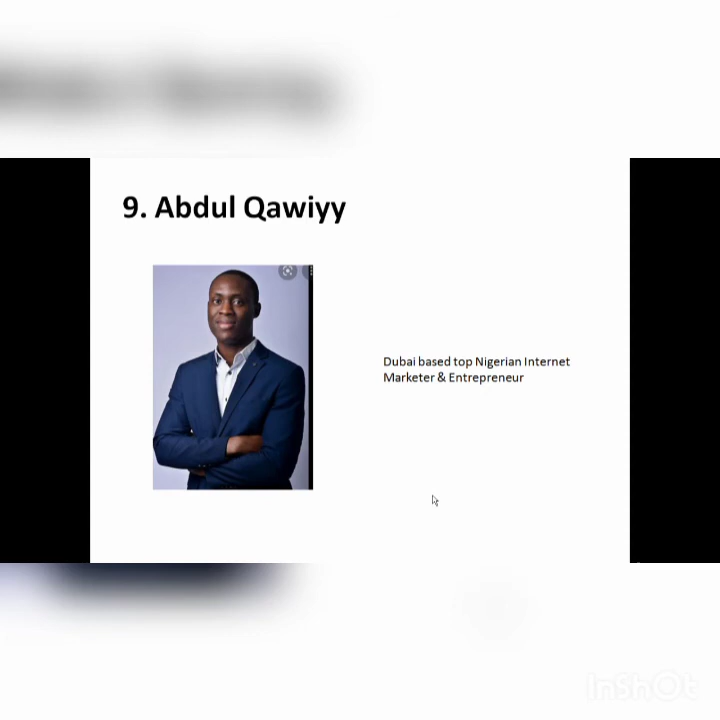 9. Abdul Qawiyy
Dubai based top Nigerian Internet
Marketer & Entrepreneur
InShOt